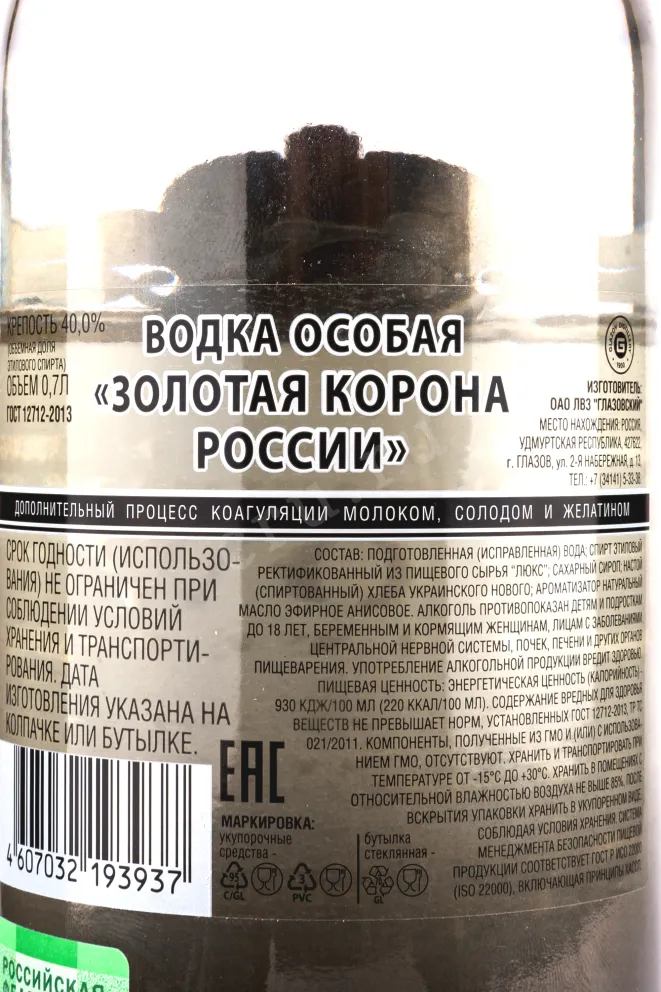 КРЕПОСТЬ 40,0%
(ОБЪЕМНАЯ ДОЛЯ
ЭТИЛОВОГО СПИРТА)
ОБЪЕМ 0,7Л
ГОСТ 12712-2013
ВОДКА ОСОБАЯ
«ЗОЛОТАЯ КОРОНА
РОССИИ»
G
ИЗГОТОВИТЕЛЬ:
ОАО ЛВЗ "ГЛАЗОВСКИЙ"
МЕСТО НАХОЖДЕНИЯ: РОССИЯ,
УДМУРТСКАЯ РЕСПУБЛИКА, 427622,
г. ГЛАЗОВ, УЛ. 2-Я НАБЕРЕЖНАЯ, Д. 13,
ТЕЛ.: +7 (34141) 5-33-36
ДОПОЛНИТЕЛЬНЫЙ ПРОЦЕСС КОАГУЛЯЦИИ МОЛОКОМ, СОЛОДОМ И ЖЕЛАТИНОМ
СРОК ГОДНОСТИ (ИСПОЛЬЗО-
ВАНИЯ) НЕ ОГРАНИЧЕН ПРИ
СОБЛЮДЕНИИ УСЛОВИЙ
ХРАНЕНИЯ И ТРАНСПОРТИ-
РОВАНИЯ. ДАТА
ИЗГОТОВЛЕНИЯ УКАЗАНА НА
КОЛПАЧКЕ ИЛИ БУТЫЛКЕ.
СОСТАВ: ПОДГОТОВЛЕННАЯ (ИСПРАВЛЕННАЯ) ВОДА; СПИРТ ЭТИЛОВЫЙ
РЕКТИФИКОВАННЫЙ ИЗ ПИЩЕВОГО СЫРЬЯ "ЛЮКС"; САХАРНЫЙ СИРОП; НАСТОЙ
(СПИРТОВАННЫЙ) ХЛЕБА УКРАИНСКОГО НОВОГО; АРОМАТИЗАТОР НАТУРАЛЬНЫЙ
МАСЛО ЭФИРНОЕ АНИСОВОЕ. АЛКОГОЛЬ ПРОТИВОПОКАЗАН ДЕТЯМ И ПОДРОСТКАМ
ДО 18 ЛЕТ, БЕРЕМЕННЫМ И КОРМЯЩИМ ЖЕНЩИНАМ, ЛИЦАМ С ЗАБОЛЕВАНИЯМИ
ЦЕНТРАЛЬНОЙ НЕРВНОЙ СИСТЕМЫ, ПОЧЕК, ПЕЧЕНИ И ДРУГИХ ОРГАНОВ
ПИЩЕВАРЕНИЯ. УПОТРЕБЛЕНИЕ АЛКОГОЛЬНОЙ ПРОДУКЦИИ ВРЕДИТ ЗДОРОВЬЮ.
ПИЩЕВАЯ ЦЕННОСТЬ: ЭНЕРГЕТИЧЕСКАЯ ЦЕННОСТЬ (КАЛОРИЙНОСТЬ) -
930 КДЖ/100 МЛ (220 ККАЛ/100 МЛ). СОДЕРЖАНИЕ ВРЕДНЫХ ДЛЯ ЗДОРОВЬЯ
ВЕЩЕСТВ НЕ ПРЕВЫШАЕТ НОРМ, УСТАНОВЛЕННЫХ ГОСТ 12712-2013, ТР ТС
021/2011. КОМПОНЕНТЫ, ПОЛУЧЕННЫЕ ИЗ ГМО И (ИЛИ) С ИСПОЛЬЗОВА-
НИЕМ ГМО, ОТСУТСТВУЮТ. ХРАНИТЬ И ТРАНСПОРТИРОВАТЬ ПРИ
ТЕМПЕРАТУРЕ ОТ -15°С ДО +30°С. ХРАНИТЬ В ПОМЕЩЕНИЯХ С
ОТНОСИТЕЛЬНОЙ ВЛАЖНОСТЬЮ ВОЗДУХА НЕ ВЫШЕ 85%. ПОСЛЕ
ВСКРЫТИЯ УПАКОВКИ ХРАНИТЬ В УКУПОРЕННОМ ВИДЕ,
СОБЛЮДАЯ УСЛОВИЯ ХРАНЕНИЯ. СИСТЕМА
МЕНЕДЖМЕНТА БЕЗОПАСНОСТИ ПИЩЕВОЙ
ПРОДУКЦИИ СООТВЕТСТВУЕТ ГОСТ Р ИСО 22000
(ISO 22000), ВКЛЮЧАЮЩАЯ ПРИНЦИПЫ ХАССП.
EAC
МАРКИРОВКА:
укупорочные
средства -
95
C/GL
3
PVC
бутылка
стеклянная -
GL
4 607032 193937
РОССИЙСКАЯ